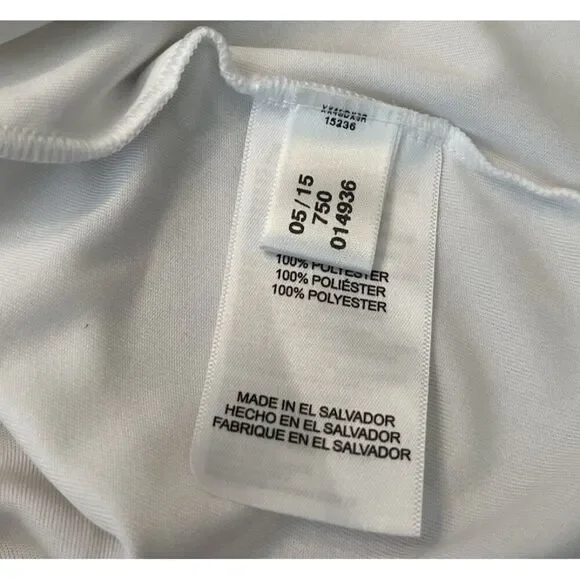 15236
05/15
750
014936
100% POLYESTER
100% POLIÉSTER
100% POLYESTER
MADE IN EL SALVADOR
HECHO EN EL SALVADOR
FABRIQUE EN EL SALVADOR